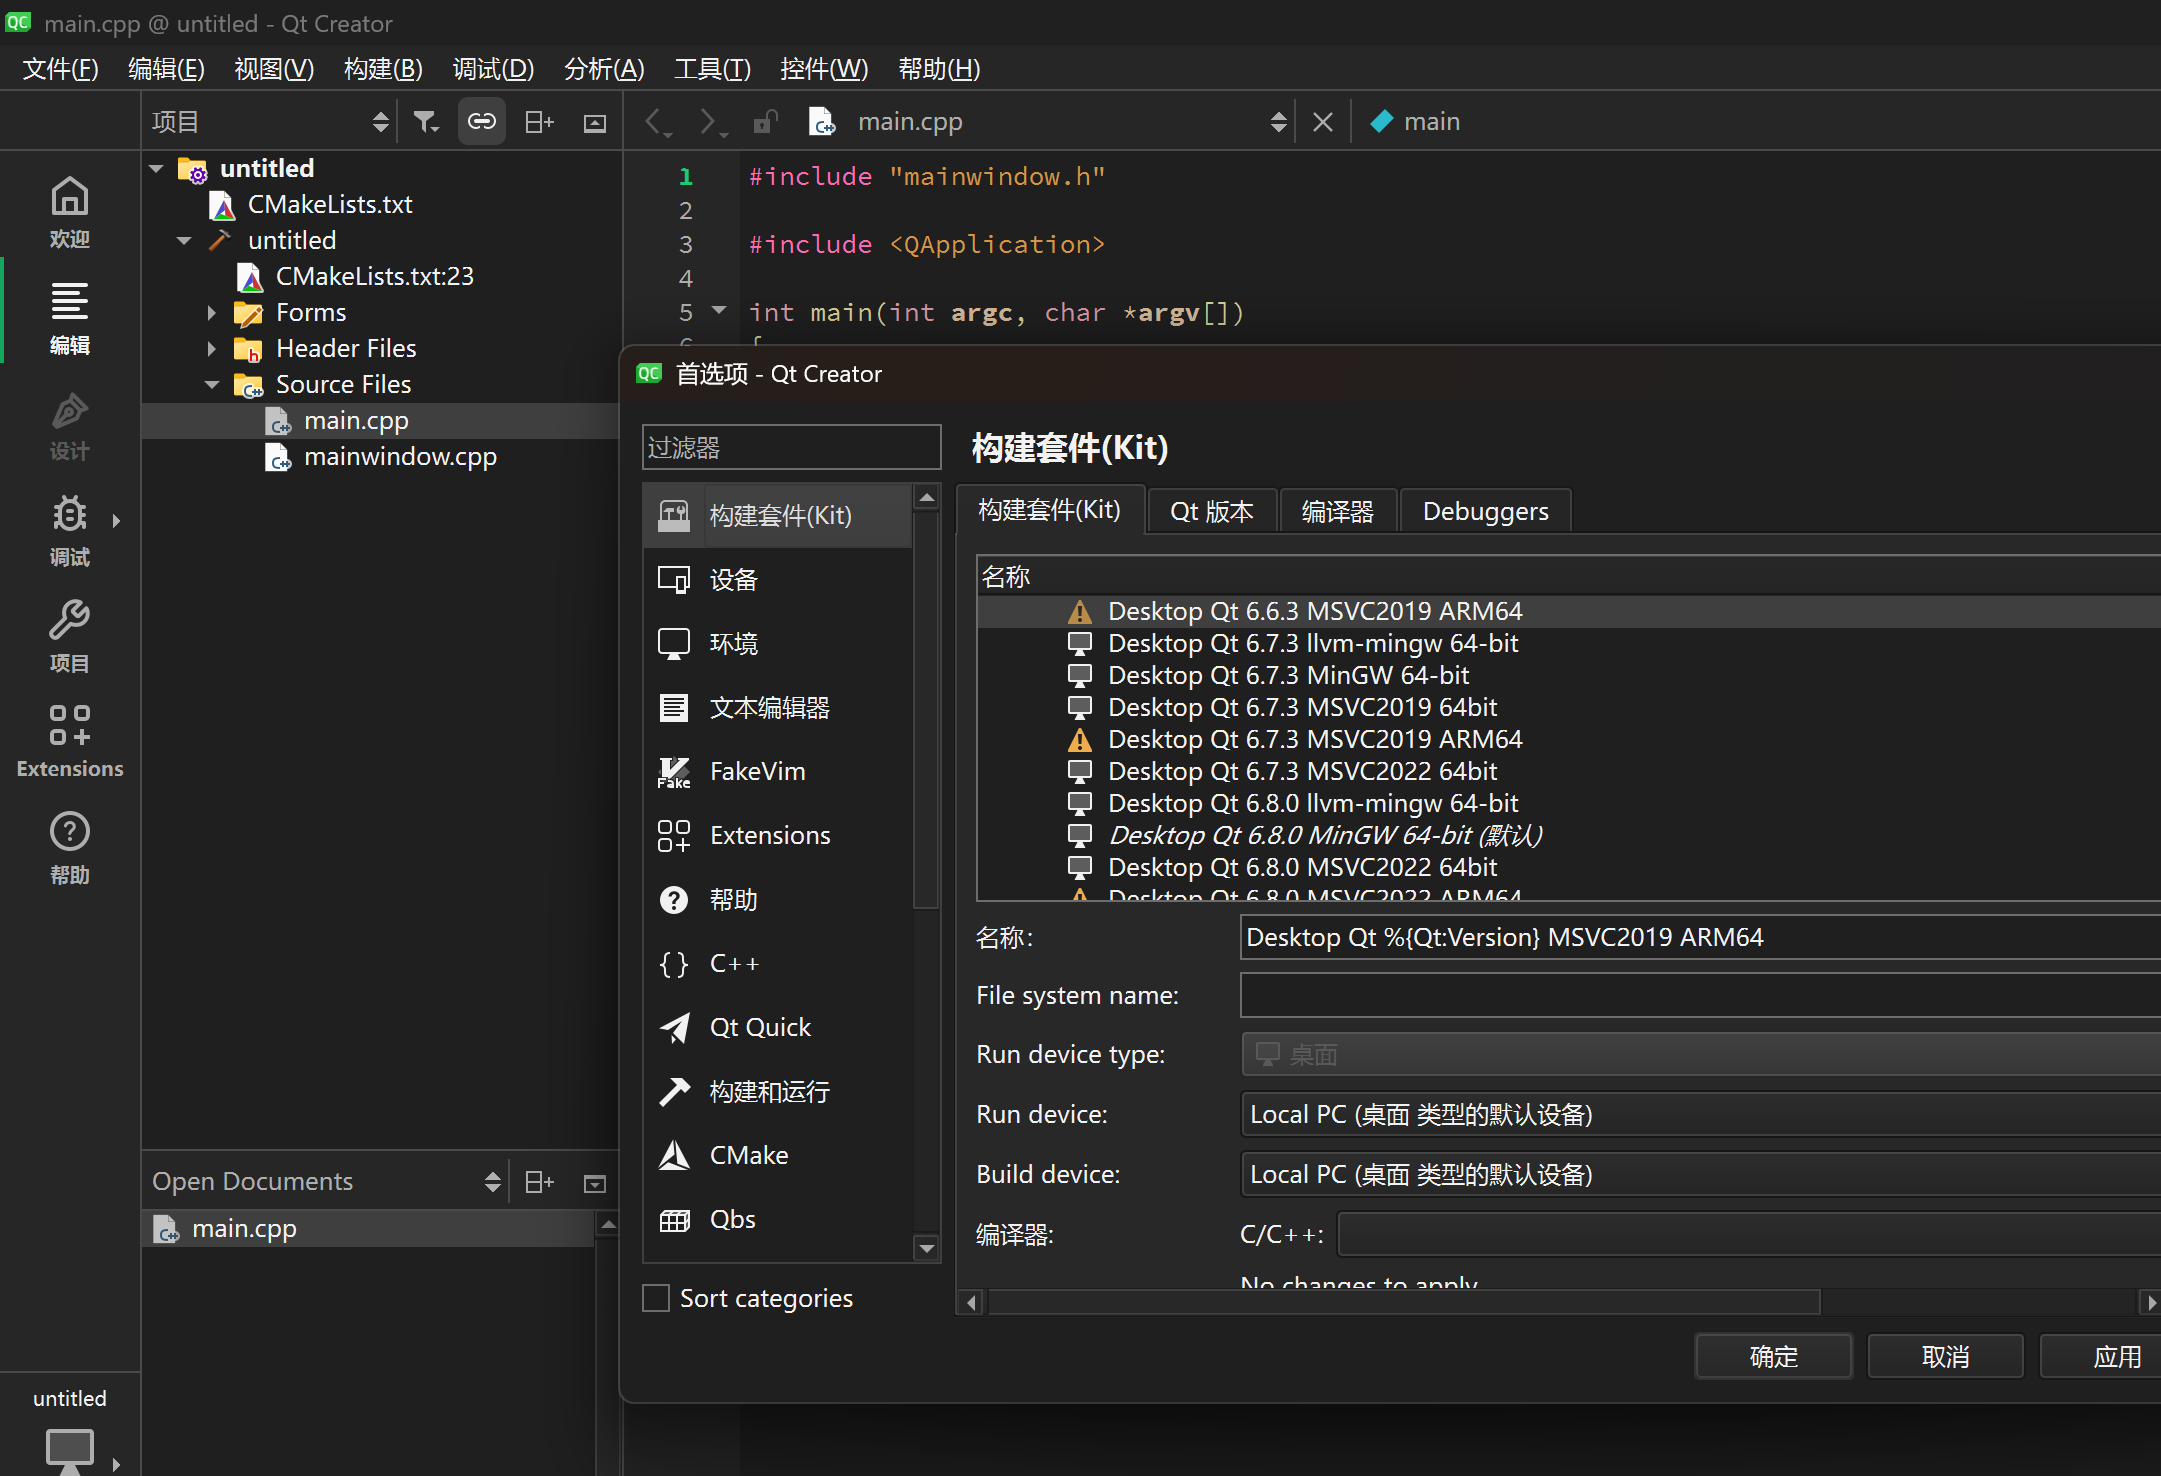 main.cpp @ untitled - Qt Creator
文件(F) 编辑(E) 视图(V) 构建(B) 调试(D) 分析(A) 工具(T) 控件(W) 帮助(H)
项目
main.cpp
main
欢迎
编辑
设计
调试
项目
Extensions
帮助
untitled
untitled
CMakeLists.txt
untitled
CMakeLists.txt:23
Forms
Header Files
Source Files
main.cpp
mainwindow.cpp
Open Documents
main.cpp
1 #include "mainwindow.h"
2
3 #include <QApplication>
4
5 int main(int argc, char *argv[])
6 {
首选项 - Qt Creator
过滤器
构建套件(Kit)
设备
环境
文本编辑器
FakeVim
Extensions
帮助
C++
Qt Quick
构建和运行
CMake
Qbs
Sort categories
构建套件(Kit)
构建套件(Kit) Qt 版本 编译器 Debuggers
名称
Desktop Qt 6.6.3 MSVC2019 ARM64
Desktop Qt 6.7.3 llvm-mingw 64-bit
Desktop Qt 6.7.3 MinGW 64-bit
Desktop Qt 6.7.3 MSVC2019 64bit
Desktop Qt 6.7.3 MSVC2019 ARM64
Desktop Qt 6.7.3 MSVC2022 64bit
Desktop Qt 6.8.0 llvm-mingw 64-bit
Desktop Qt 6.8.0 MinGW 64-bit (默认)
Desktop Qt 6.8.0 MSVC2022 64bit
Desktop Qt 6.8.0 MSVC2022 ARM64
名称: Desktop Qt %{Qt:Version} MSVC2019 ARM64
File system name:
Run device type: 桌面
Run device: Local PC (桌面 类型的默认设备)
Build device: Local PC (桌面 类型的默认设备)
编译器: C/C++:
No changes to apply
确定 取消 应用